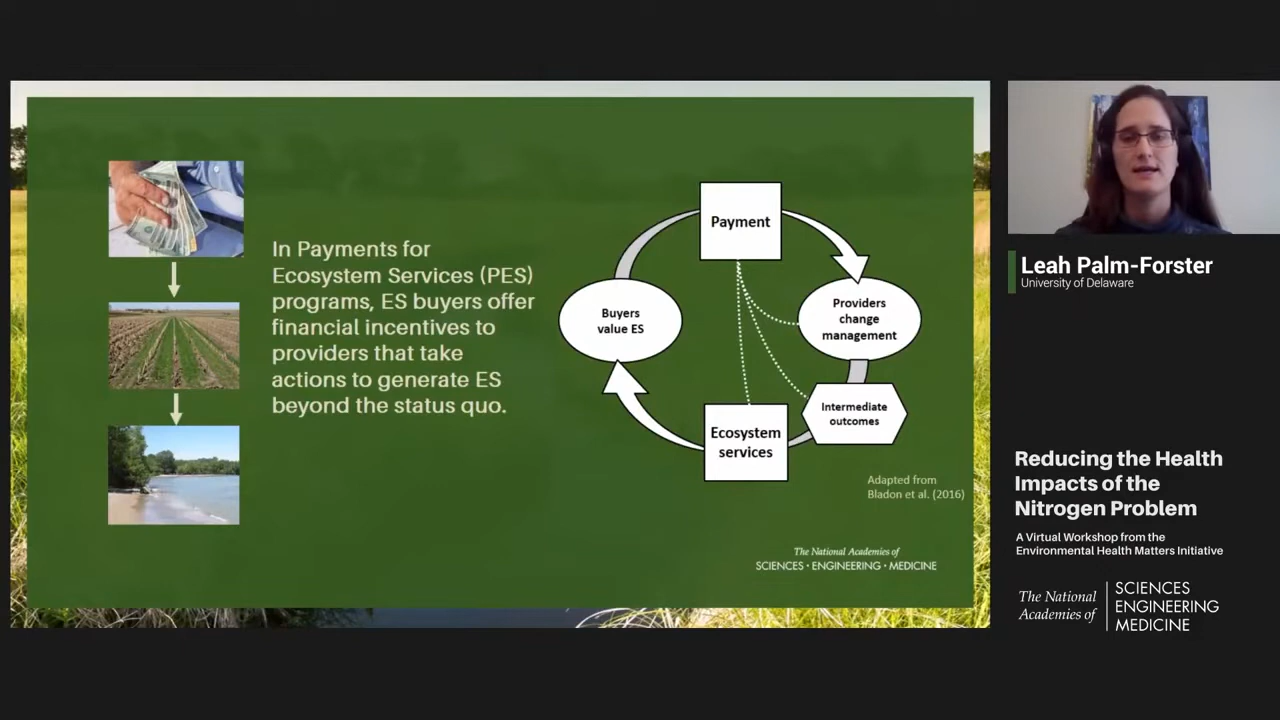 In Payments for
Ecosystem Services (PES)
programs, ES buyers offer
financial incentives to
providers that take
actions to generate ES
beyond the status quo.
Payment
Buyers
value ES
Providers
change
management
Intermediate
outcomes
Ecosystem
services
Adapted from
Bladon et al. (2016)
The National Academies of
SCIENCES • ENGINEERING • MEDICINE
Leah Palm-Forster
University of Delaware
Reducing the Health
Impacts of the
Nitrogen Problem
A Virtual Workshop from the
Environmental Health Matters Initiative
The National
Academies of
SCIENCES
ENGINEERING
MEDICINE